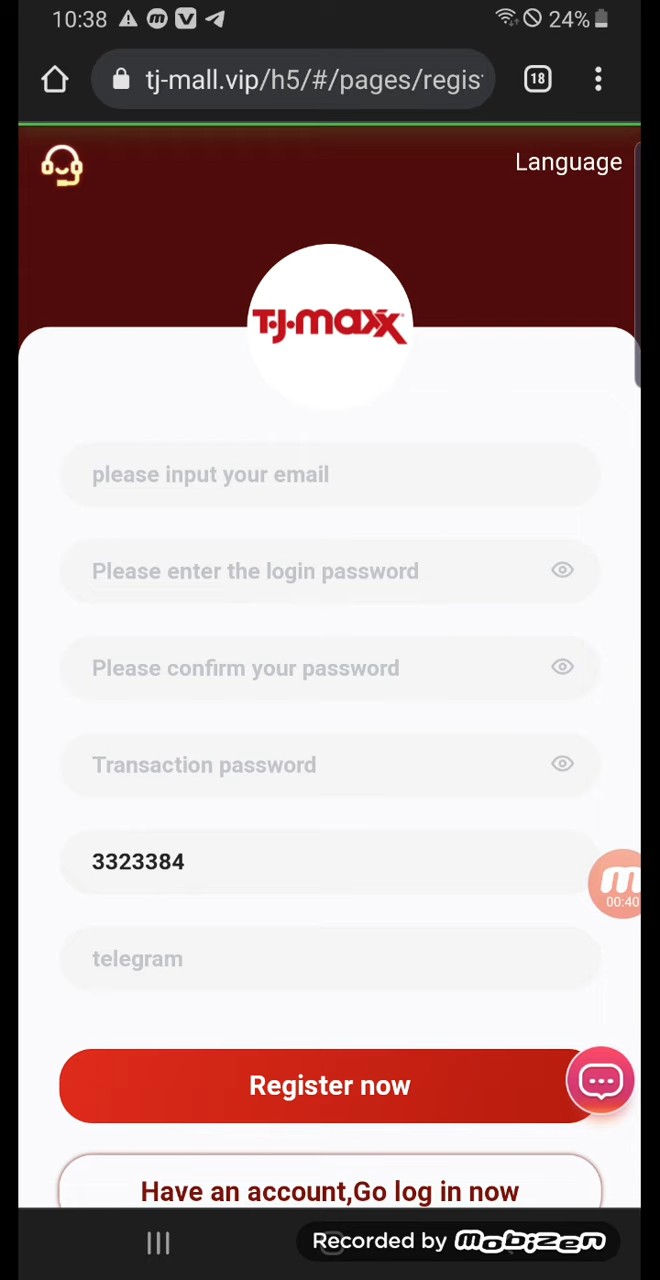 10:38
24%
tj-mall.vip/h5/#/pages/regis
18
Language
T·J·maxx
please input your email
Please enter the login password
Please confirm your password
Transaction password
3323384
00:40
telegram
Register now
Have an account,Go log in now
Recorded by mobizen